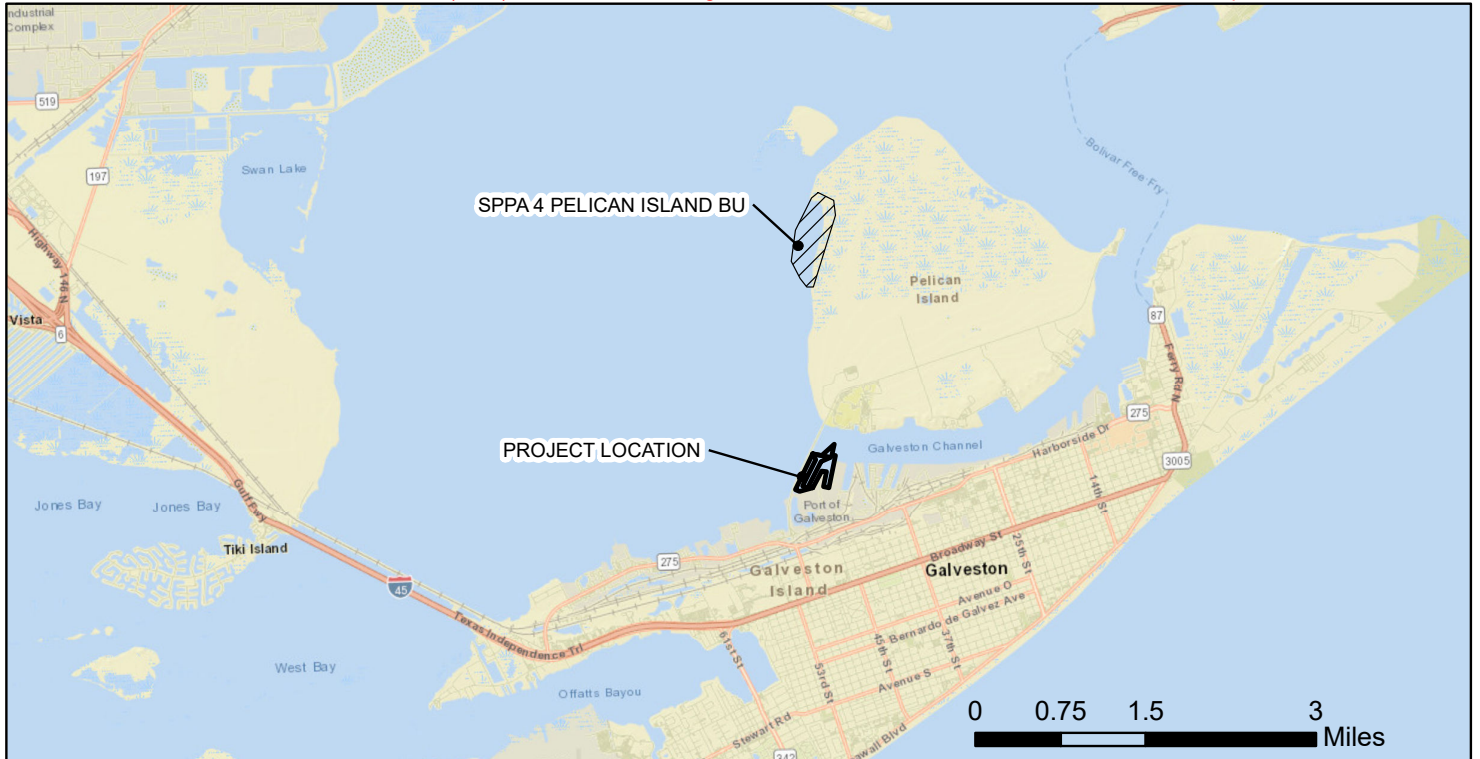 Industrial
Complex
519
197
Swan Lake
Bolivar Free Fry
SPPA 4 PELICAN ISLAND BU
Highway 146 N
Pelican
Island
Vista
6
87
Ferry Rd N
275
Harborside Dr
PROJECT LOCATION
Galveston Channel
3005
Gulf Fwy
Jones Bay
Jones Bay
Port of
Galveston
14th St
Tiki Island
275
Broadway St
25th St
Galveston
Island
Galveston
45
Avenue O
Bernardo de Galvez Ave
Texas Independence Trl
61st St
45th St
37th St
53rd St
Avenue S
West Bay
Offatts Bayou
Stewart Rd
awall Blvd
342
0 0.75 1.5 3
Miles